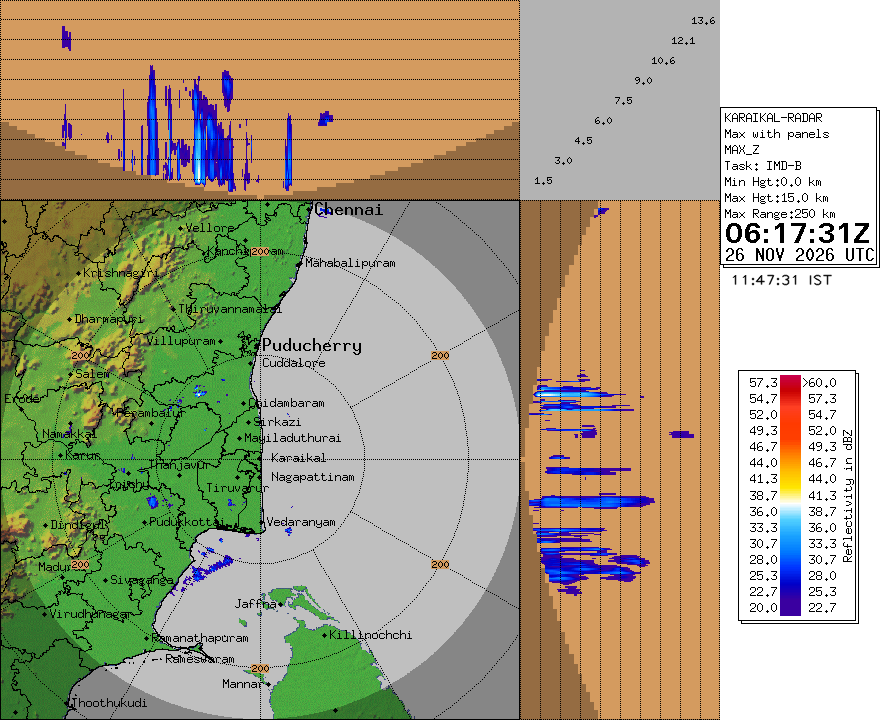 13.6
12.1
10.6
9.0
7.5
6.0
4.5
3.0
1.5
KARAIKAL-RADAR
Max with panels
MAX_Z
Task: IMD-B
Min Hgt:0.0 km
Max Hgt:15.0 km
Max Range:250 km
06:17:31Z
26 NOV 2026 UTC
11:47:31 IST
Chennai
Vellore
200
Mahabalipuram
Krishnagiri
Thiruvannamalai
Dharmapuri
Villupuram
Puducherry
200
200
Cuddalore
Salem
Erode
Perambalur
Chidambaram
Sirkazi
Namakkal
Mayiladuthurai
Karur
Thanjavur
Karaikal
Nagapattinam
Tiruvarur
Dindigul
Pudukkottai
Vedaranyam
200
200
Sivaganga
Jaffna
Virudhunagar
Ramanathapuram
Killinochchi
Rameswaram
200
Mannar
Thoothukudi
57.3 >60.0
54.7 57.3
52.0 54.7
49.3 52.0
46.7 49.3
44.0 46.7
41.3 44.0
38.7 41.3
36.0 38.7
33.3 36.0
30.7 33.3
28.0 30.7
25.3 28.0
22.7 25.3
20.0 22.7
Reflectivity in dBZ